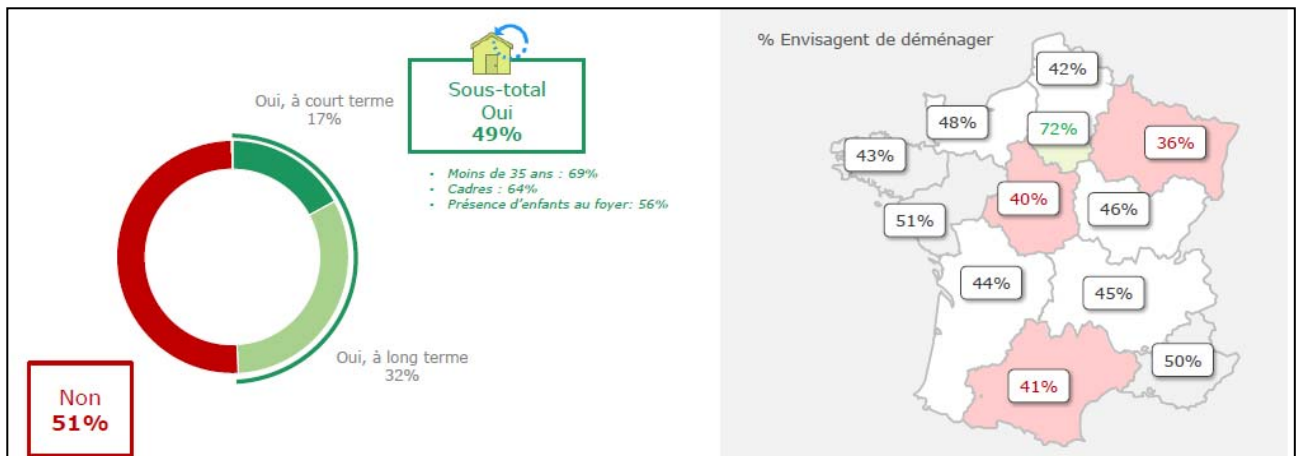 Oui, à court terme
17%
Sous-total
Oui
49%
• Moins de 35 ans : 69%
• Cadres : 64%
• Présence d'enfants au foyer: 56%
Oui, à long terme
32%
Non
51%
% Envisagent de déménager
42%
48%
72%
36%
43%
40%
46%
51%
44%
45%
50%
41%